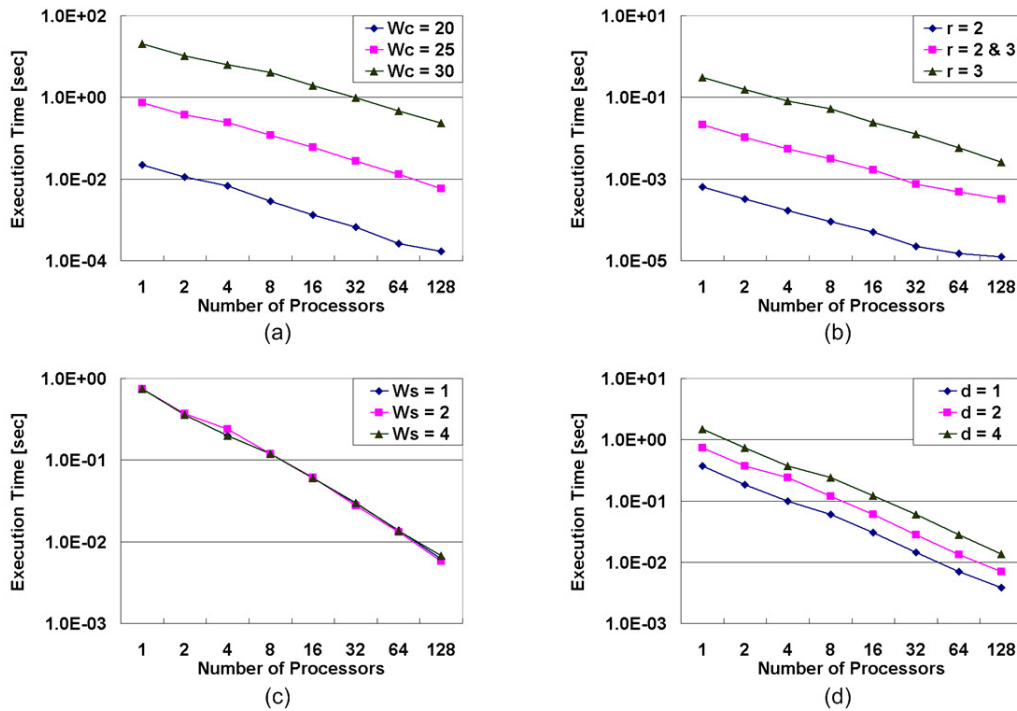 1.0E+02
1.0E+00
1.0E-02
1.0E-04
Execution Time [sec]
Wc = 20
Wc = 25
Wc = 30
1 2 4 8 16 32 64 128
Number of Processors
(a)
1.0E-01
1.0E-01
1.0E-03
1.0E-05
Execution Time [sec]
r = 2
r = 2 & 3
r = 3
1 2 4 8 16 32 64 128
Number of Processors
(b)
1.0E+00
1.0E-01
1.0E-02
1.0E-03
Execution Time [sec]
Ws = 1
Ws = 2
Ws = 4
1 2 4 8 16 32 64 128
Number of Processors
(c)
1.0E+01
1.0E+00
1.0E-01
1.0E-02
1.0E-03
Execution Time [sec]
d = 1
d = 2
d = 4
1 2 4 8 16 32 64 128
Number of Processors
(d)